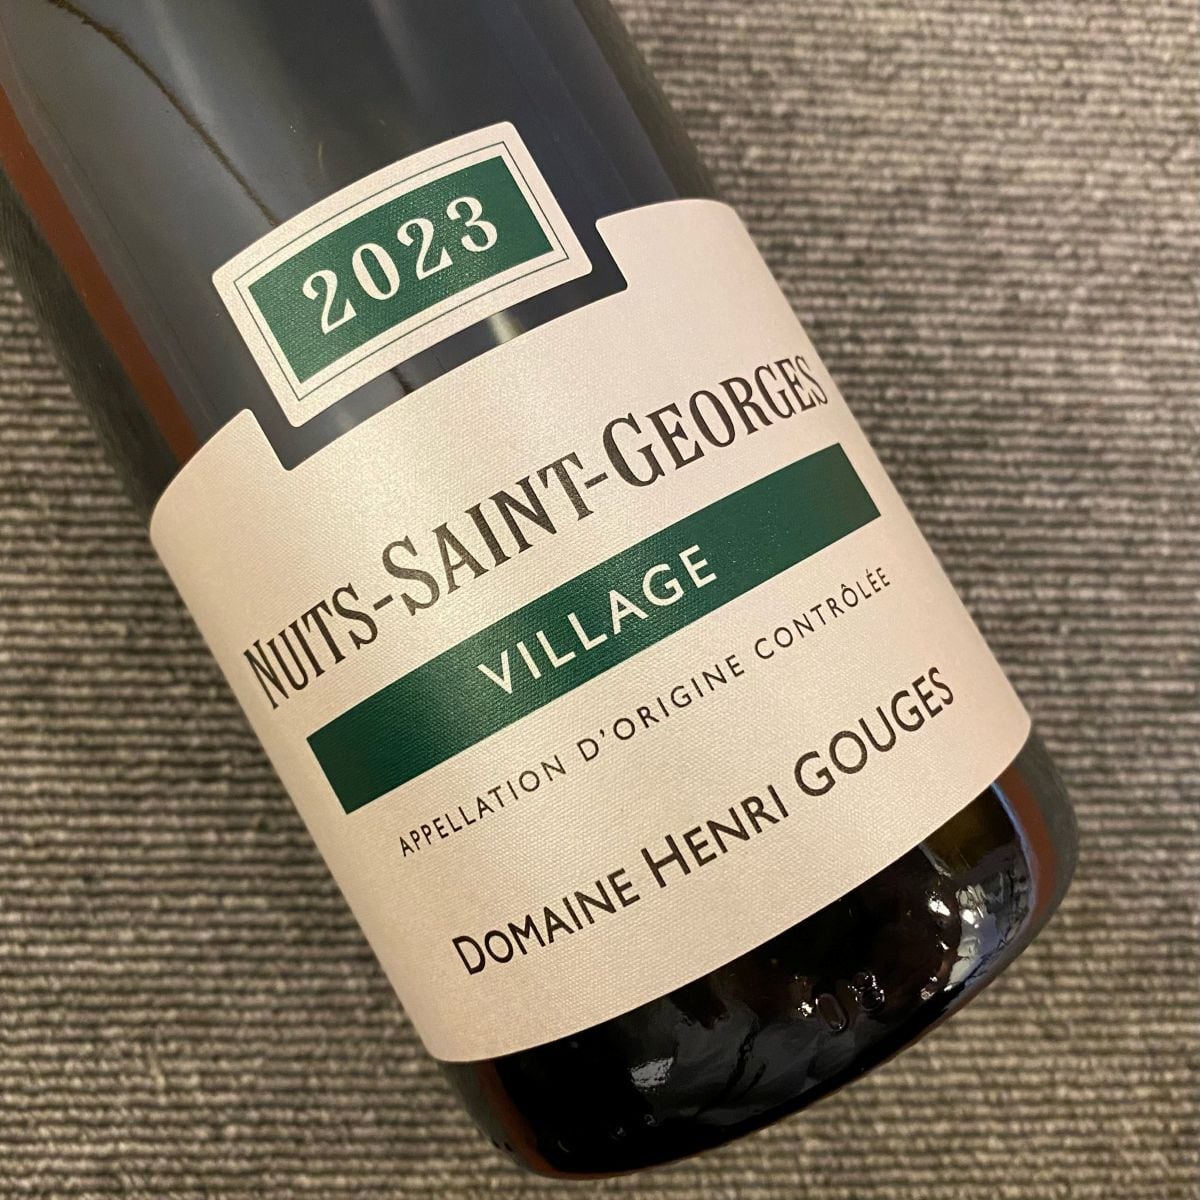 2023
NUITS-SAINT-GEORGES
VILLAGE
APPELLATION D'ORIGINE CONTRÔLÉE
DOMAINE HENRI GOUGES